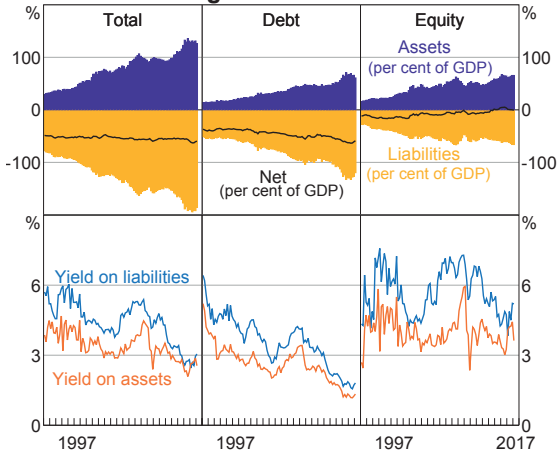 %
Total
Debt
Equity
%
100
Assets
(per cent of GDP)
100
0
0
-100
Net
(per cent of GDP)
Liabilities
(per cent of GDP)
-100
%
%
6
Yield on liabilities
6
3
Yield on assets
3
0
0
1997
1997
1997
2017